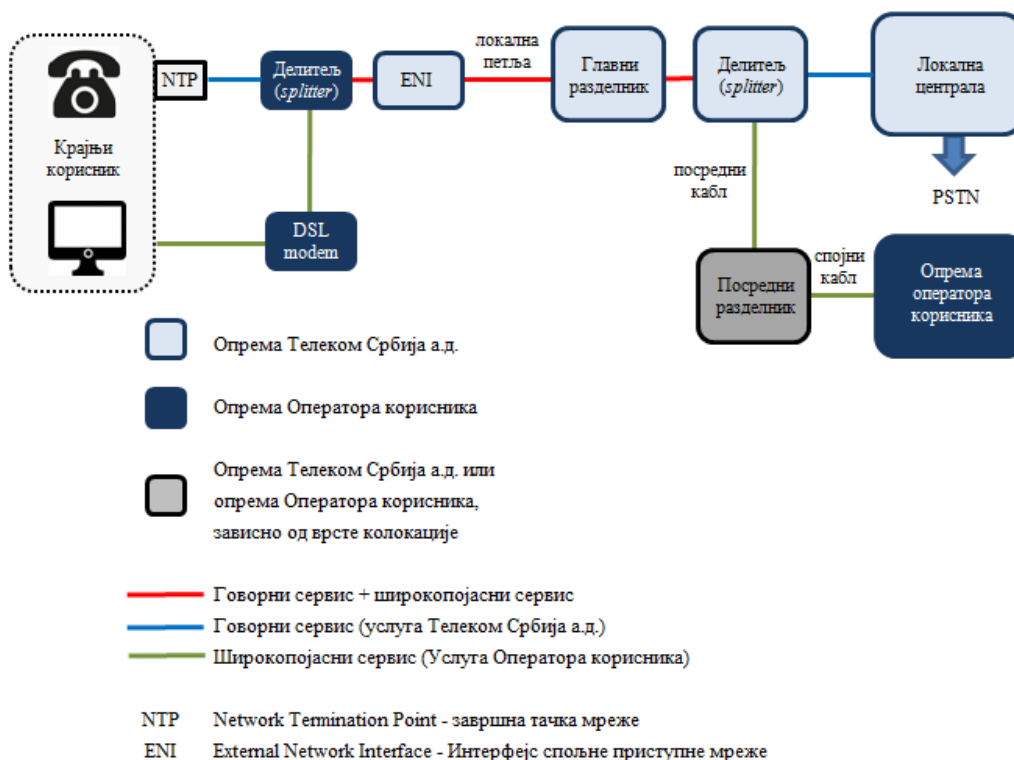 Крајњи
корисник
NTP
Делитељ
(splitter)
ENI
локална
петља
Главни
разделник
Делитељ
(splitter)
Локална
централа
PSTN
DSL
modem
посредни
кабл
Посредни
разделник
спојни
кабл
Опрема
оператора
корисника
Опрема Телеком Србија а.д.
Опрема Оператора корисника
Опрема Телеком Србија а.д. или
опрема Оператора корисника,
зависно од врсте колокације
Говорни сервис + широкопојасни сервис
Говорни сервис (услуга Телеком Србија а.д.)
Широкопојасни сервис (Услуга Оператора корисника)
NTP Network Termination Point - завршна тачка мреже
ENI External Network Interface - Интерфејс спољне приступне мреже